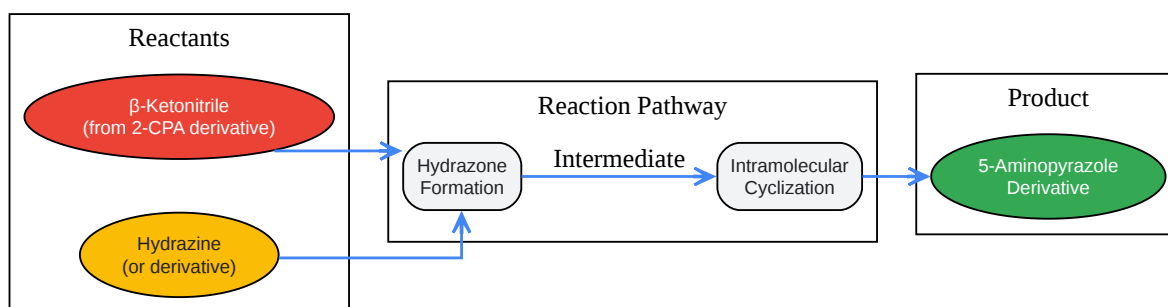 Reactants
β-Ketonitrile
(from 2-CPA derivative)
Hydrazine
(or derivative)
Reaction Pathway
Hydrazone
Formation
Intermediate
Intramolecular
Cyclization
Product
5-Aminopyrazole
Derivative